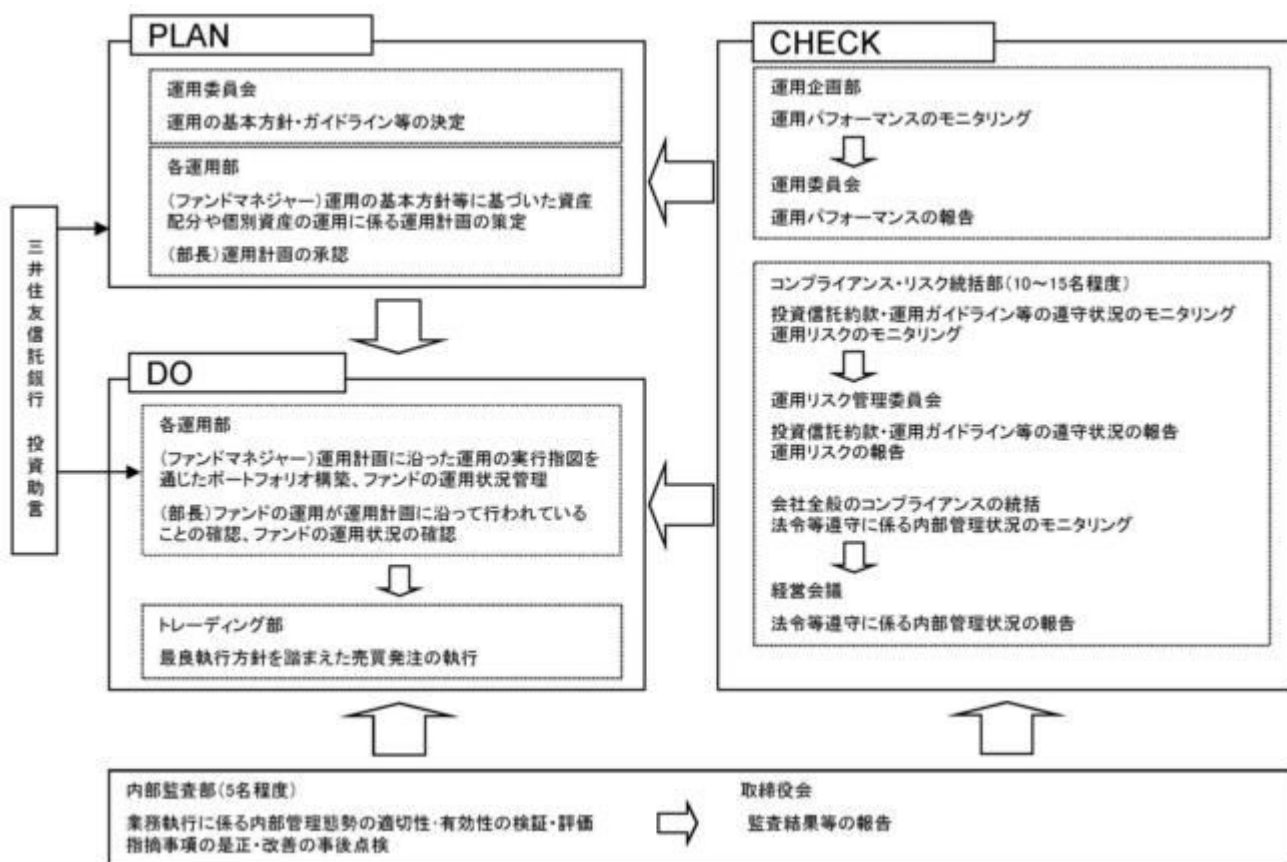 PLAN
運用委員会
運用の基本方針・ガイドライン等の決定
各運用部
(ファンドマネジャー)運用の基本方針等に基づいた資産
配分や個別資産の運用に係る運用計画の策定
(部長)運用計画の承認
三井住友信託銀行 投資助言
DO
各運用部
(ファンドマネジャー)運用計画に沿った運用の実行指図を
通じたポートフォリオ構築、ファンドの運用状況管理
(部長)ファンドの運用が運用計画に沿って行われている
ことの確認、ファンドの運用状況の確認
トレーディング部
最良執行方針を踏まえた売買発注の執行
CHECK
運用企画部
運用パフォーマンスのモニタリング
運用委員会
運用パフォーマンスの報告
コンプライアンス・リスク統括部(10～15名程度)
投資信託約款・運用ガイドライン等の遵守状況のモニタリング
運用リスクのモニタリング
運用リスク管理委員会
投資信託約款・運用ガイドライン等の遵守状況の報告
運用リスクの報告
会社全般のコンプライアンスの統括
法令等遵守に係る内部管理状況のモニタリング
経営会議
法令等遵守に係る内部管理状況の報告
内部監査部(5名程度)
業務執行に係る内部管理態勢の適切性・有効性の検証・評価
指摘事項の是正・改善の事後点検
取締役会
監査結果等の報告